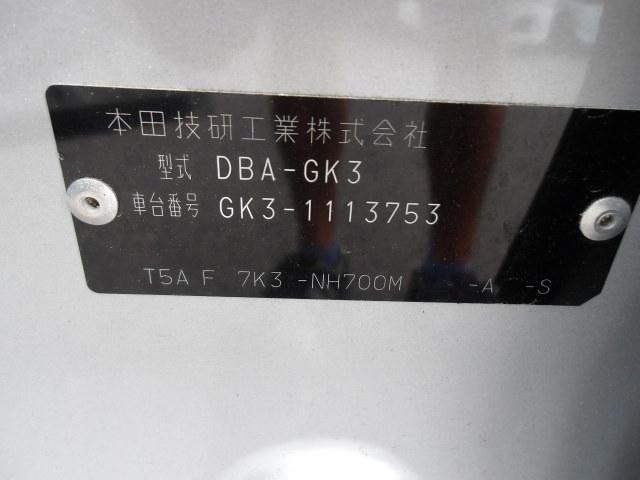 本田技研工業株式会社
型式 DBA-GK3
車台番号 GK3-1113753
T5A F 7K3 -NH700M -A -S